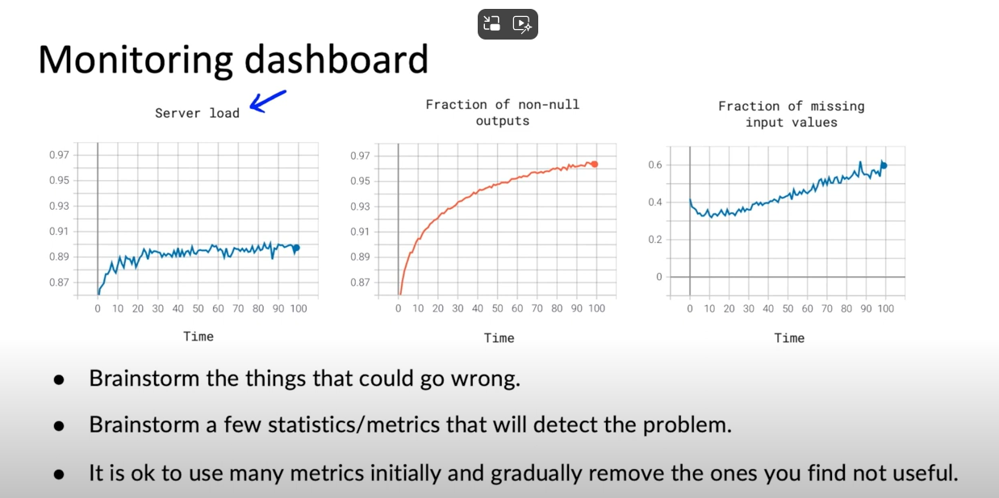 Monitoring dashboard
Server load
0.97
0.95
0.93
0.91
0.89
0.87
0 10 20 30 40 50 60 70 80 90 100
Time
Fraction of non-null
outputs
0.97
0.95
0.93
0.91
0.89
0.87
0 10 20 30 40 50 60 70 80 90 100
Time
Fraction of missing
input values
0.6
0.4
0.2
0
0 10 20 30 40 50 60 70 80 90 100
Time
● Brainstorm the things that could go wrong.
● Brainstorm a few statistics/metrics that will detect the problem.
● It is ok to use many metrics initially and gradually remove the ones you find not useful.